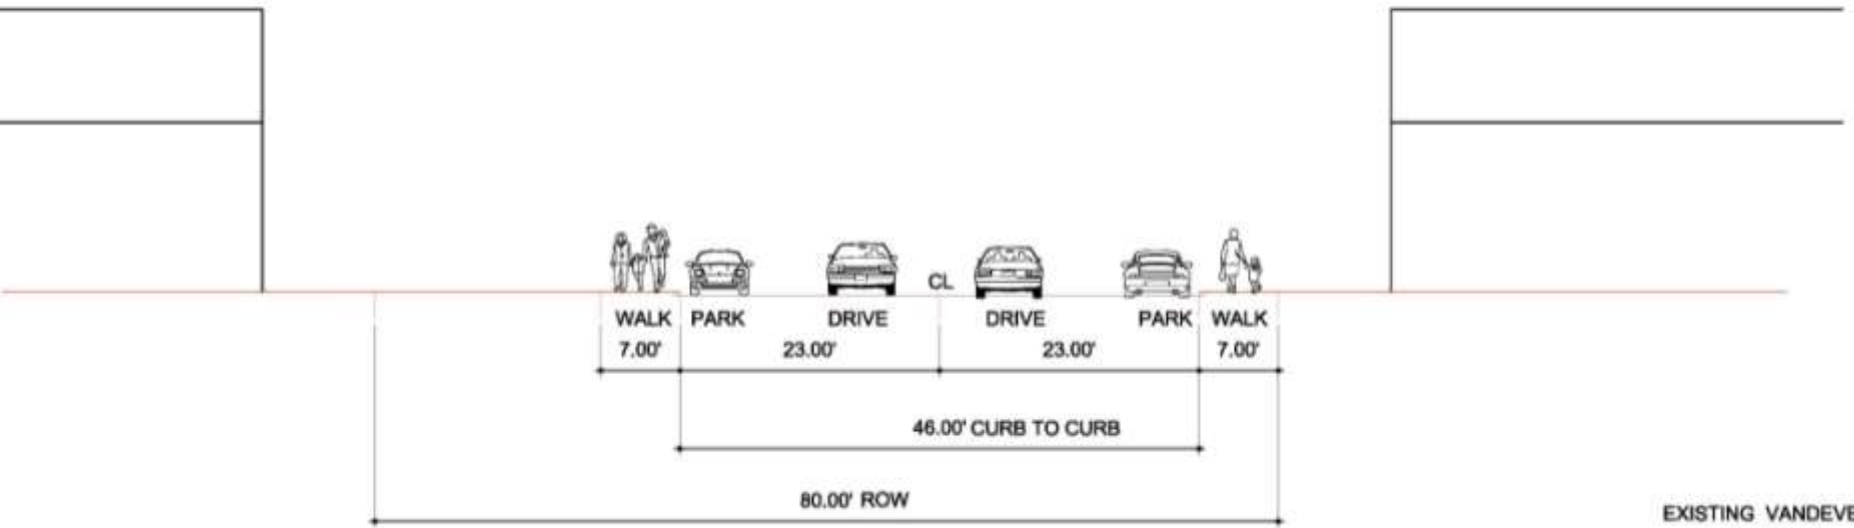 CL
WALK PARK DRIVE DRIVE PARK WALK
7.00' 23.00' 23.00' 7.00'
46.00' CURB TO CURB
80.00' ROW
EXISTING VANDEVE